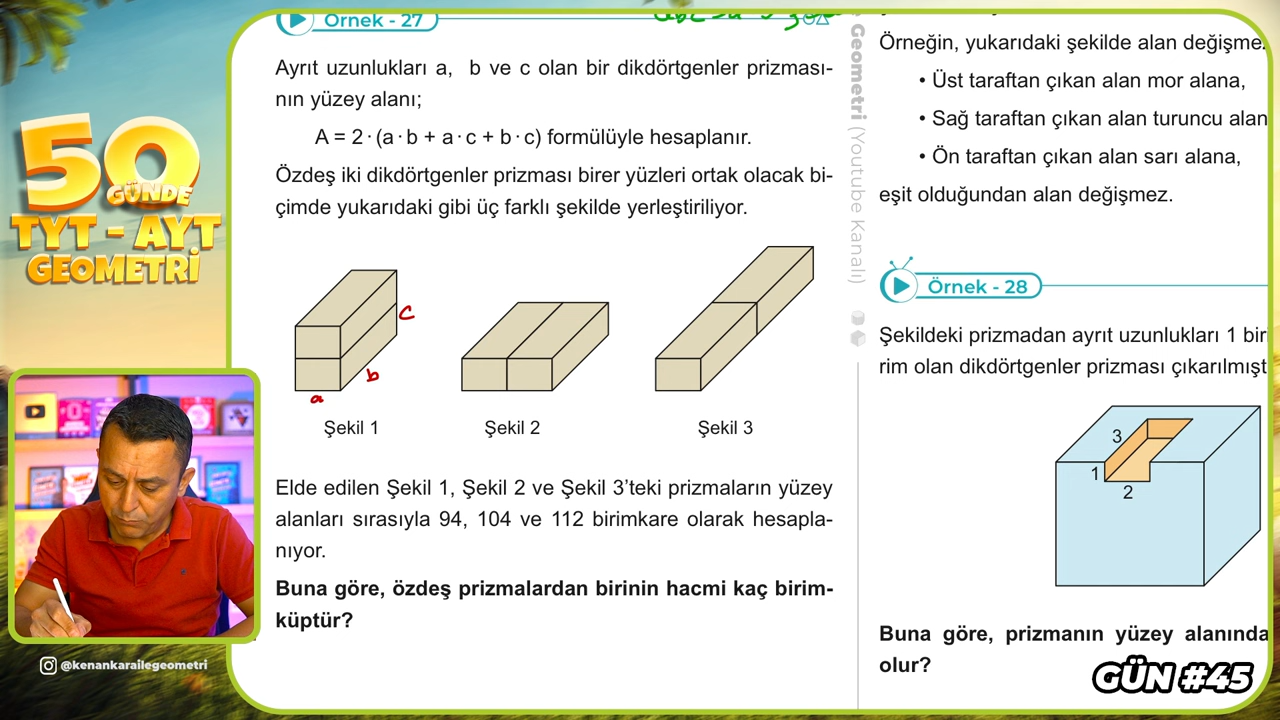 50
GÜNDE
TYT - AYT
GEOMETRİ
Örnek - 27
Ayrıt uzunlukları a, b ve c olan bir dikdörtgenler prizması-
nın yüzey alanı;
A = 2·(a·b + a·c + b·c) formülüyle hesaplanır.
Özdeş iki dikdörtgenler prizması birer yüzleri ortak olacak bi-
çimde yukarıdaki gibi üç farklı şekilde yerleştiriliyor.
c
b
a
Şekil 1
Şekil 2
Şekil 3
Elde edilen Şekil 1, Şekil 2 ve Şekil 3'teki prizmaların yüzey
alanları sırasıyla 94, 104 ve 112 birimkare olarak hesapla-
nıyor.
Buna göre, özdeş prizmalardan birinin hacmi kaç birim-
küptür?
Geometri (Youtube Kanalı)
Örneğin, yukarıdaki şekilde alan değişmez
• Üst taraftan çıkan alan mor alana,
• Sağ taraftan çıkan alan turuncu alan
• Ön taraftan çıkan alan sarı alana,
eşit olduğundan alan değişmez.
Örnek - 28
Şekildeki prizmadan ayrıt uzunlukları 1 biri
rim olan dikdörtgenler prizması çıkarılmışt
3
1
2
Buna göre, prizmanın yüzey alanında
olur?
GÜN #45
@kenankarailegeometri